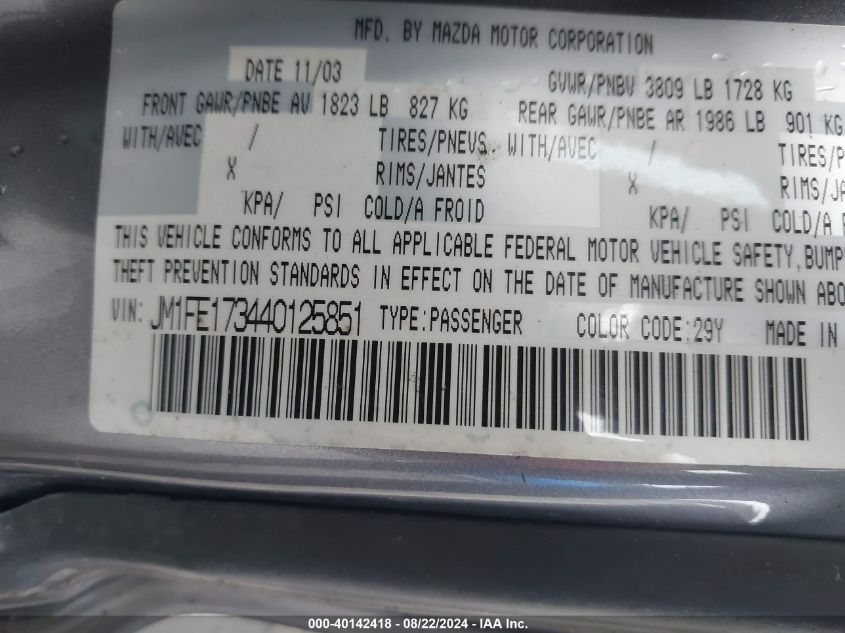 MFD. BY MAZDA MOTOR CORPORATION
DATE 11/03 GVWR/PNBV 3809 LB 1728 KG
FRONT GAWR/PNBE AV 1823 LB 827 KG REAR GAWR/PNBE AR 1986 LB 901 KG
WITH/AVEC / TIRES/PNEUS WITH/AVEC / TIRES/P
X RIMS/JANTES X RIMS/JA
KPA/ PSI COLD/A FROID KPA/ PSI COLD/A F
THIS VEHICLE CONFORMS TO ALL APPLICABLE FEDERAL MOTOR VEHICLE SAFETY, BUMP
THEFT PREVENTION STANDARDS IN EFFECT ON THE DATE OF MANUFACTURE SHOWN ABO
VIN: JM1FE173440125851 TYPE:PASSENGER COLOR CODE:29Y MADE IN
000-40142418 - 08/22/2024 - IAA Inc.